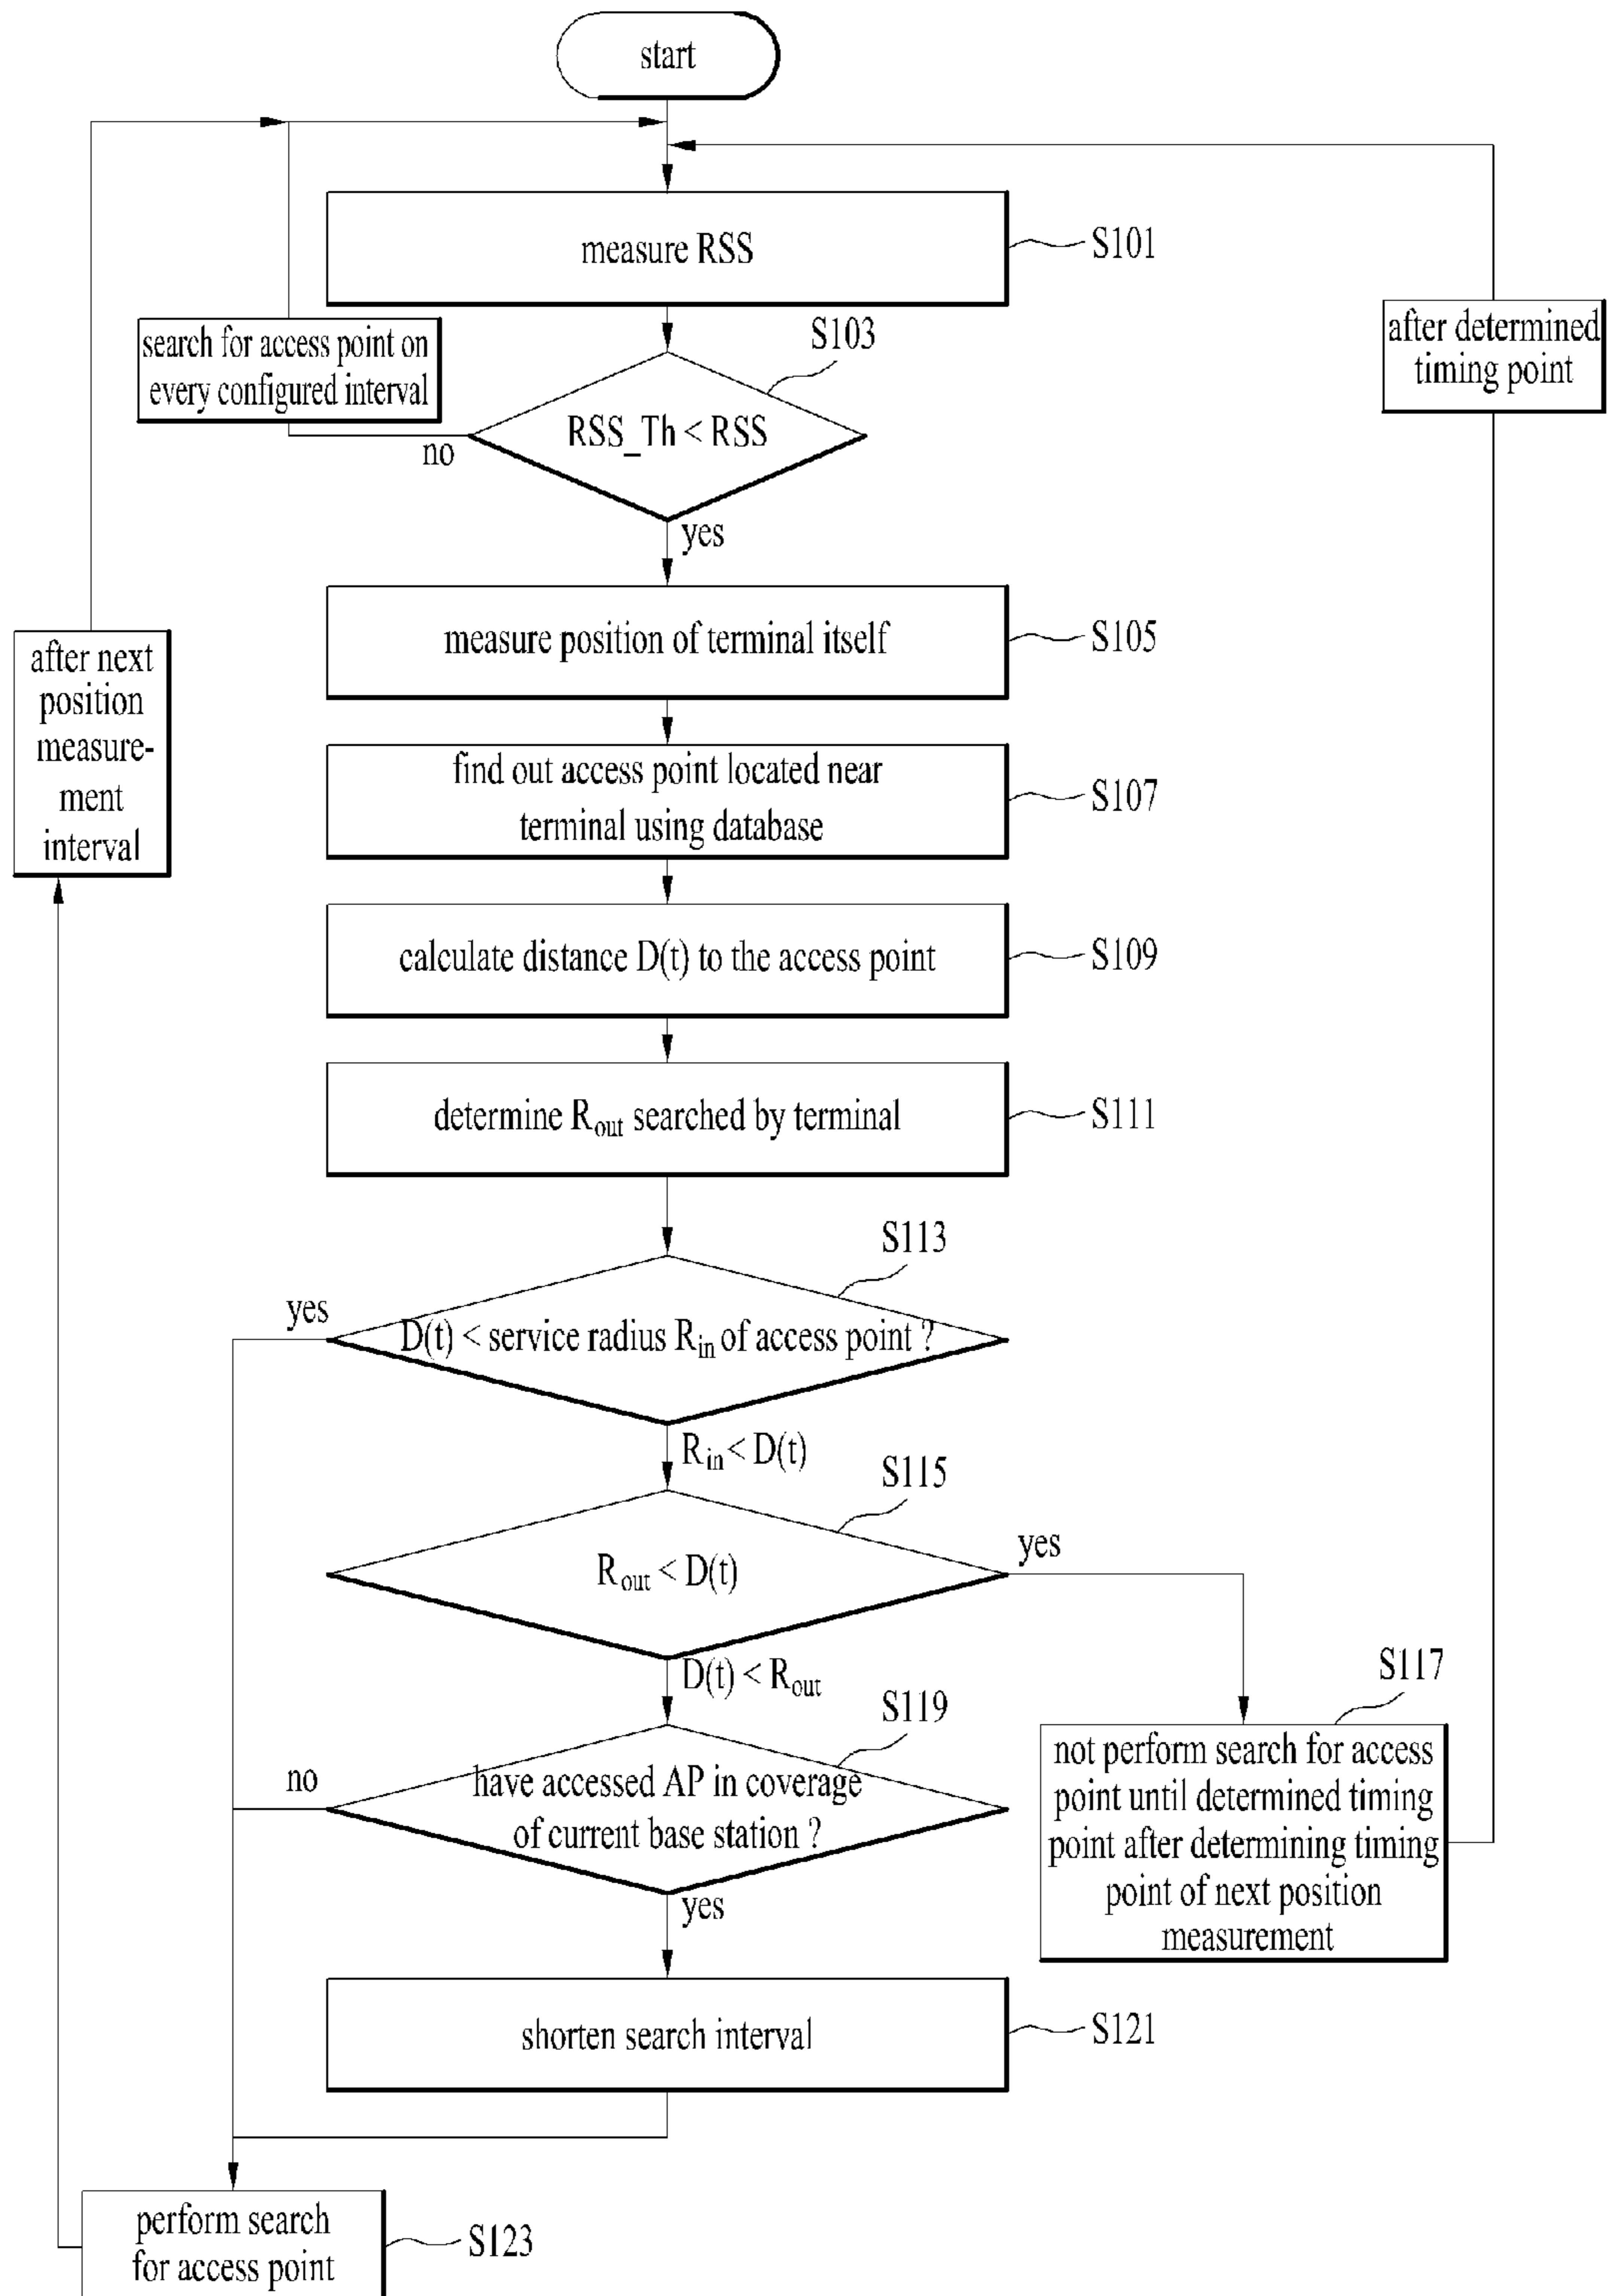 start
measure RSS
S101
search for access point on
every configured interval
after determined
timing point
S103
RSS_Th < RSS
no
yes
measure position of terminal itself
S105
after next
position
measure-
ment
interval
find out access point located near
terminal using database
S107
calculate distance D(t) to the access point
S109
determine Rout searched by terminal
S111
S113
yes
D(t) < service radius Rin of access point ?
Rin < D(t)
S115
yes
Rout < D(t)
D(t) < Rout
S117
S119
no
have accessed AP in coverage
of current base station ?
not perform search for access
point until determined timing
point after determining timing
point of next position
measurement
yes
shorten search interval
S121
perform search
for access point
S123